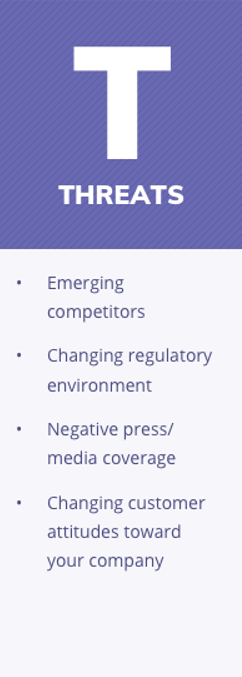 T
THREATS
• Emerging
competitors
• Changing regulatory
environment
• Negative press/
media coverage
• Changing customer
attitudes toward
your company